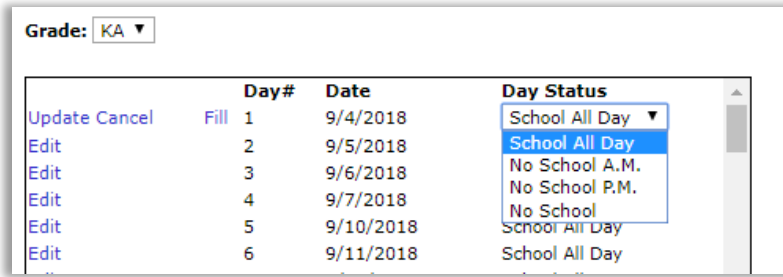 Grade: KA
Day# Date Day Status
Update Cancel Fill 1 9/4/2018 School All Day
Edit 2 9/5/2018 School All Day
Edit 3 9/6/2018 No School A.M.
Edit 4 9/7/2018 No School P.M.
No School
Edit 5 9/10/2018 School All Day
Edit 6 9/11/2018 School All Day